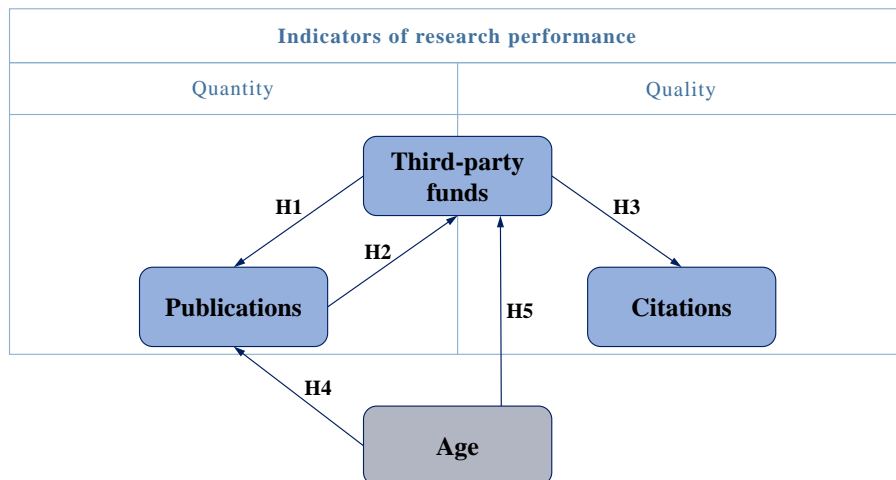 Indicators of research performance
Quantity
Quality
Third-party
funds
H1
H3
H2
Publications
Citations
H5
H4
Age